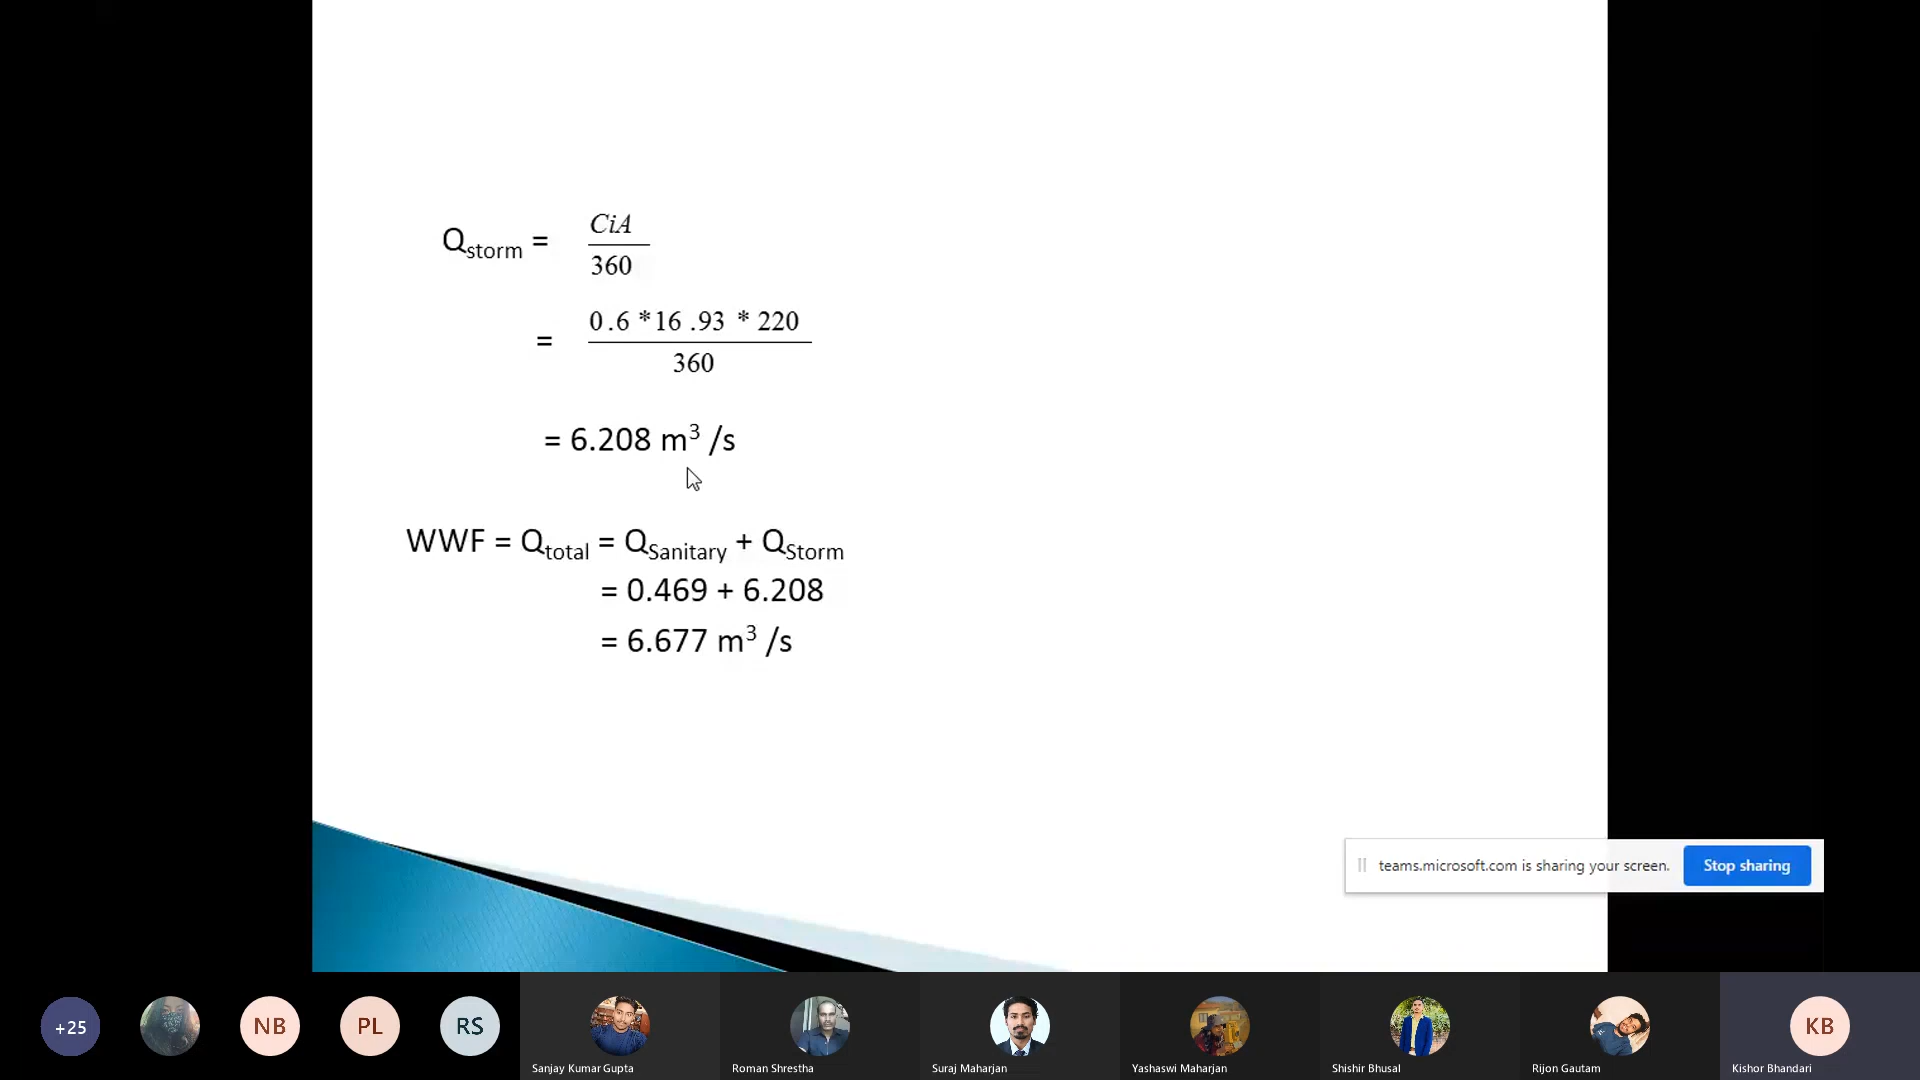 Qstorm = CiA
360
= 0.6 *16 .93 * 220
360
= 6.208 m³ /s
WWF = Qtotal = QSanitary + QStorm
= 0.469 + 6.208
= 6.677 m³ /s
teams.microsoft.com is sharing your screen. Stop sharing
+25 NB PL RS KB
Sanjay Kumar Gupta Roman Shrestha Suraj Maharjan Yashaswi Maharjan Shishir Bhusal Rijon Gautam Kishor Bhandari